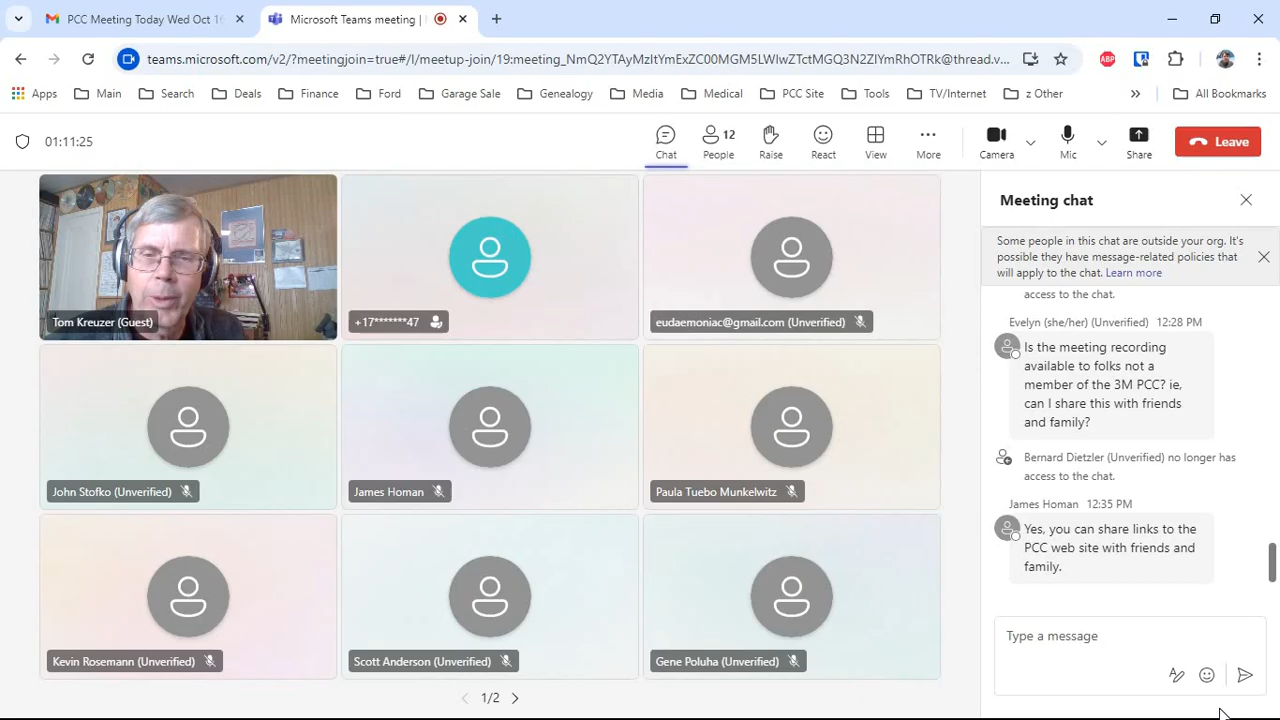 PCC Meeting Today Wed Oct 16
Microsoft Teams meeting |
teams.microsoft.com/v2/?meetingjoin=true#/l/meetup-join/19:meeting_NmQ2YTAyMzItYmExZC00MGM5LWIwZTctMGQ3N2ZlYmRhOTRk@thread.v...
ABP
Apps Main Search Deals Finance Ford Garage Sale Genealogy Media Medical PCC Site Tools TV/Internet z Other » All Bookmarks
01:11:25
12
Chat People Raise React View More Camera Mic Share Leave
Meeting chat
Some people in this chat are outside your org. It's
possible they have message-related policies that
will apply to the chat. Learn more
access to the chat.
Evelyn (she/her) (Unverified) 12:28 PM
Is the meeting recording
available to folks not a
member of the 3M PCC? ie,
can I share this with friends
and family?
Bernard Dietzler (Unverified) no longer has
access to the chat.
James Homan 12:35 PM
Yes, you can share links to the
PCC web site with friends and
family.
Type a message
Tom Kreuzer (Guest)
+17*******47
eudaemoniac@gmail.com (Unverified)
John Stofko (Unverified)
James Homan
Paula Tuebo Munkelwitz
Kevin Rosemann (Unverified)
Scott Anderson (Unverified)
Gene Poluha (Unverified)
1/2